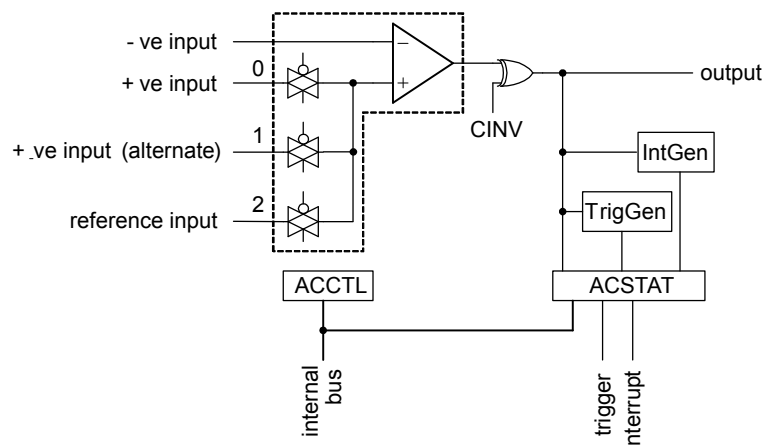 - ve input
+ ve input
0
+ -ve input (alternate)
1
reference input
2
−
+
CINV
output
IntGen
TrigGen
ACCTL
ACSTAT
internal
bus
trigger
nterrupt